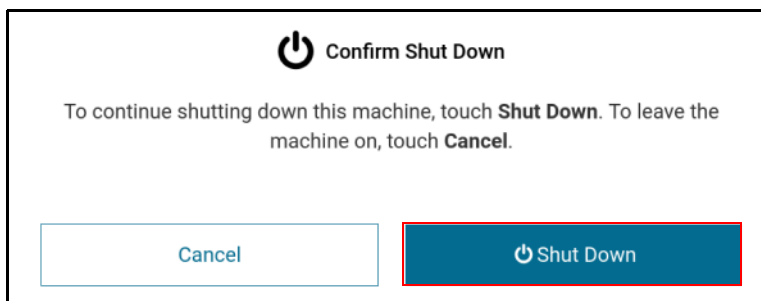 Confirm Shut Down
To continue shutting down this machine, touch Shut Down. To leave the
machine on, touch Cancel.
Cancel
Shut Down